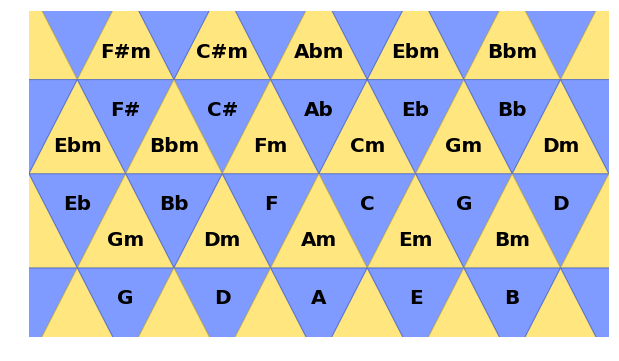 F#m C#m Abm Ebm Bbm
F# C# Ab Eb Bb
Ebm Bbm Fm Cm Gm Dm
Eb Bb F C G D
Gm Dm Am Em Bm
G D A E B